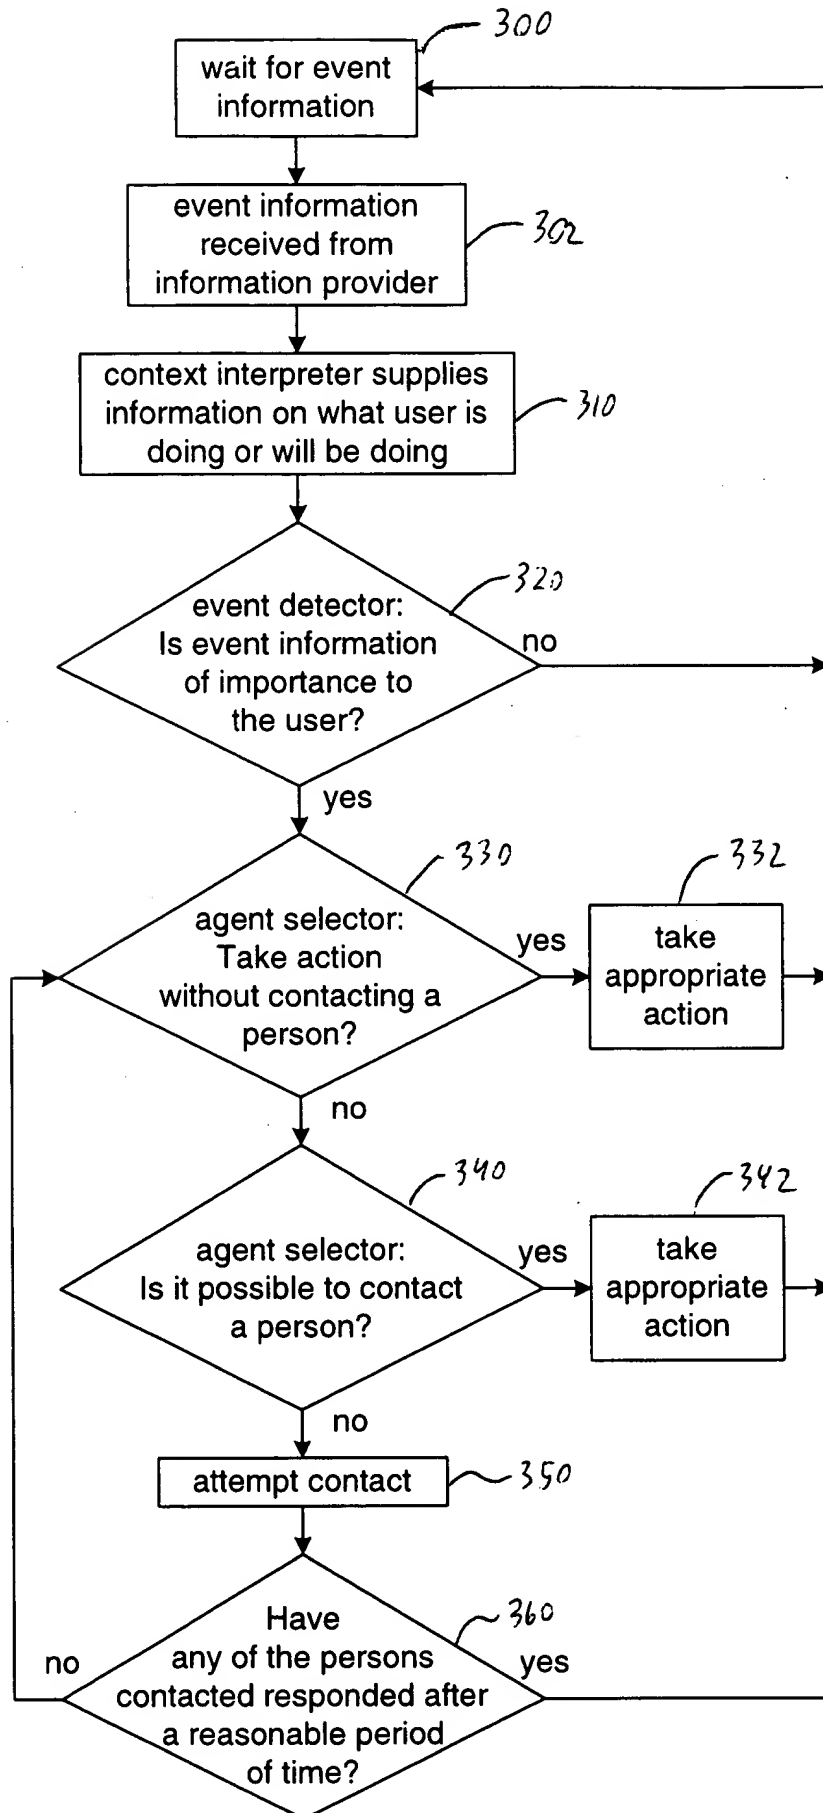 300
wait for event
information
event information
received from
information provider
302
context interpreter supplies
information on what user is
doing or will be doing
310
320
event detector:
Is event information
of importance to
the user?
no
yes
330
agent selector:
Take action
without contacting a
person?
yes
332
take
appropriate
action
no
340
agent selector:
Is it possible to contact
a person?
yes
342
take
appropriate
action
no
attempt contact
350
360
Have
any of the persons
contacted responded after
a reasonable period
of time?
no
yes